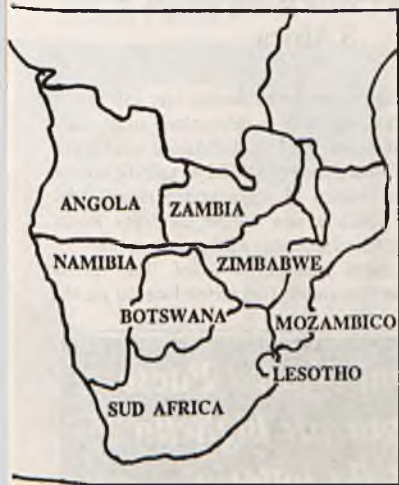 ANGOLA
ZAMBIA
NAMIBIA
ZIMBABWE
BOTSWANA
MOZAMBICO
LESOTHO
SUD AFRICA